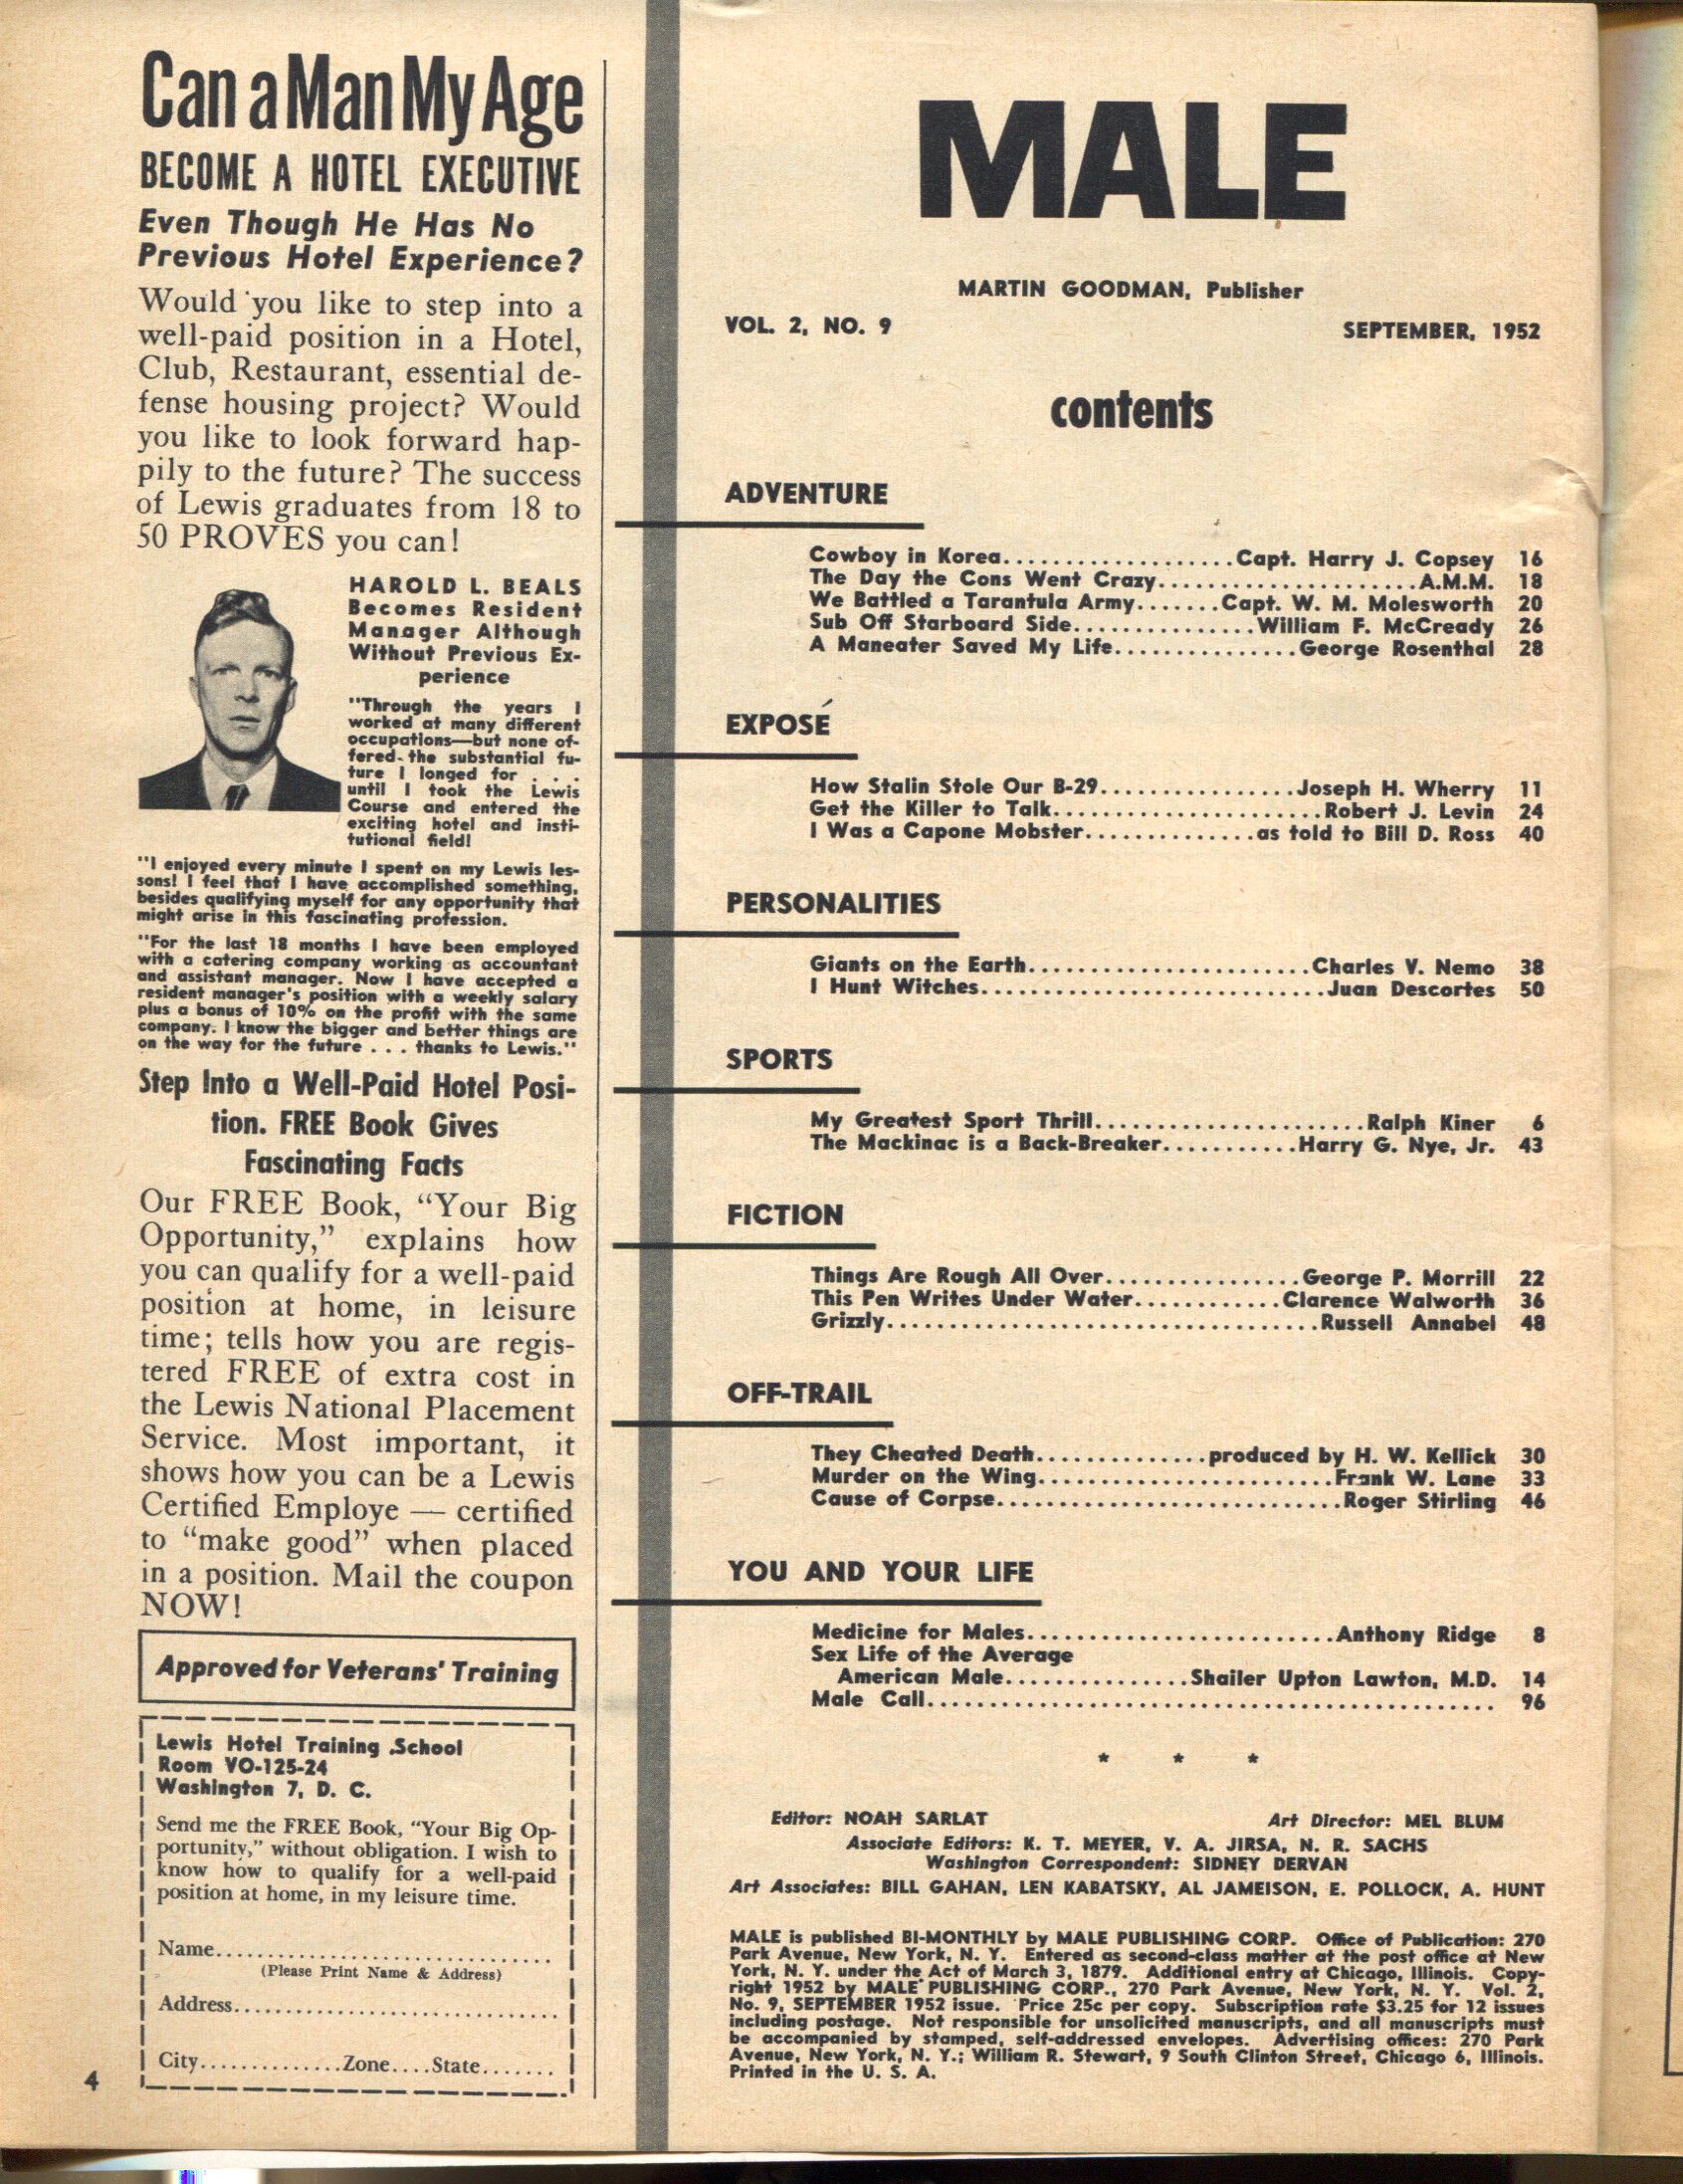 Can a Man My Age
BECOME A HOTEL EXECUTIVE
Even Though He Has No
Previous Hotel Experience?
Would you like to step into a
well-paid position in a Hotel,
Club, Restaurant, essential de-
fense housing project? Would
you like to look forward hap-
pily to the future? The success
of Lewis graduates from 18 to
50 PROVES you can!
HAROLD L. BEALS
Becomes Resident
Manager Although
Without Previous Ex-
perience
"Through the years I
worked at many different
occupations—but none of-
fered the substantial fu-
ture I longed for . . .
until I took the Lewis
Course and entered the
exciting hotel and insti-
tutional field!
"I enjoyed every minute I spent on my Lewis les-
sons! I feel that I have accomplished something,
besides qualifying myself for any opportunity that
might arise in this fascinating profession.
"For the last 18 months I have been employed
with a catering company working as accountant
and assistant manager. Now I have accepted a
resident manager's position with a weekly salary
plus a bonus of 10% on the profit with the same
company. I know the bigger and better things are
on the way for the future . . . thanks to Lewis."
Step Into a Well-Paid Hotel Posi-
tion. FREE Book Gives
Fascinating Facts
Our FREE Book, "Your Big
Opportunity," explains how
you can qualify for a well-paid
position at home, in leisure
time; tells how you are regis-
tered FREE of extra cost in
the Lewis National Placement
Service. Most important, it
shows how you can be a Lewis
Certified Employe — certified
to "make good" when placed
in a position. Mail the coupon
NOW!
Approved for Veterans' Training
Lewis Hotel Training School
Room VO-125-24
Washington 7, D. C.
Send me the FREE Book, "Your Big Op-
portunity," without obligation. I wish to
know how to qualify for a well-paid
position at home, in my leisure time.
Name................................
(Please Print Name & Address)
Address...............................
City..............Zone....State.......
4
MALE
MARTIN GOODMAN, Publisher
VOL. 2, NO. 9 SEPTEMBER, 1952
contents
ADVENTURE
Cowboy in Korea....................Capt. Harry J. Copsey 16
The Day the Cons Went Crazy.......................A.M.M. 18
We Battled a Tarantula Army.......Capt. W. M. Molesworth 20
Sub Off Starboard Side................William F. McCready 26
A Maneater Saved My Life...............George Rosenthal 28
EXPOSÉ
How Stalin Stole Our B-29................Joseph H. Wherry 11
Get the Killer to Talk.......................Robert J. Levin 24
I Was a Capone Mobster..............as told to Bill D. Ross 40
PERSONALITIES
Giants on the Earth........................Charles V. Nemo 38
I Hunt Witches.............................Juan Descortes 50
SPORTS
My Greatest Sport Thrill.......................Ralph Kiner 6
The Mackinac is a Back-Breaker...........Harry G. Nye, Jr. 43
FICTION
Things Are Rough All Over.................George P. Morrill 22
This Pen Writes Under Water............Clarence Walworth 36
Grizzly....................................Russell Annabel 48
OFF-TRAIL
They Cheated Death..............produced by H. W. Kellick 30
Murder on the Wing.........................Frank W. Lane 33
Cause of Corpse.............................Roger Stirling 46
YOU AND YOUR LIFE
Medicine for Males.........................Anthony Ridge 8
Sex Life of the Average
American Male...............Shailer Upton Lawton, M.D. 14
Male Call............................................... 96
* * *
Editor: NOAH SARLAT Art Director: MEL BLUM
Associate Editors: K. T. MEYER, V. A. JIRSA, N. R. SACHS
Washington Correspondent: SIDNEY DERVAN
Art Associates: BILL GAHAN, LEN KABATSKY, AL JAMEISON, E. POLLOCK, A. HUNT
MALE is published BI-MONTHLY by MALE PUBLISHING CORP. Office of Publication: 270
Park Avenue, New York, N. Y. Entered as second-class matter at the post office at New
York, N. Y. under the Act of March 3, 1879. Additional entry at Chicago, Illinois. Copy-
right 1952 by MALE PUBLISHING CORP., 270 Park Avenue, New York, N. Y. Vol. 2,
No. 9, SEPTEMBER 1952 issue. Price 25c per copy. Subscription rate $3.25 for 12 issues
including postage. Not responsible for unsolicited manuscripts, and all manuscripts must
be accompanied by stamped, self-addressed envelopes. Advertising offices: 270 Park
Avenue, New York, N. Y.; William R. Stewart, 9 South Clinton Street, Chicago 6, Illinois.
Printed in the U. S. A.